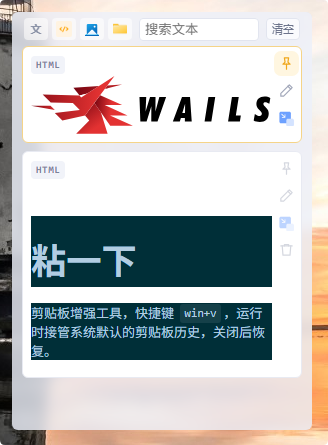 文
搜索文本
清空
HTML
WAILS
HTML
粘一下
剪贴板增强工具，快捷键 win+v ，运行
时接管系统默认的剪贴板历史，关闭后恢
复。